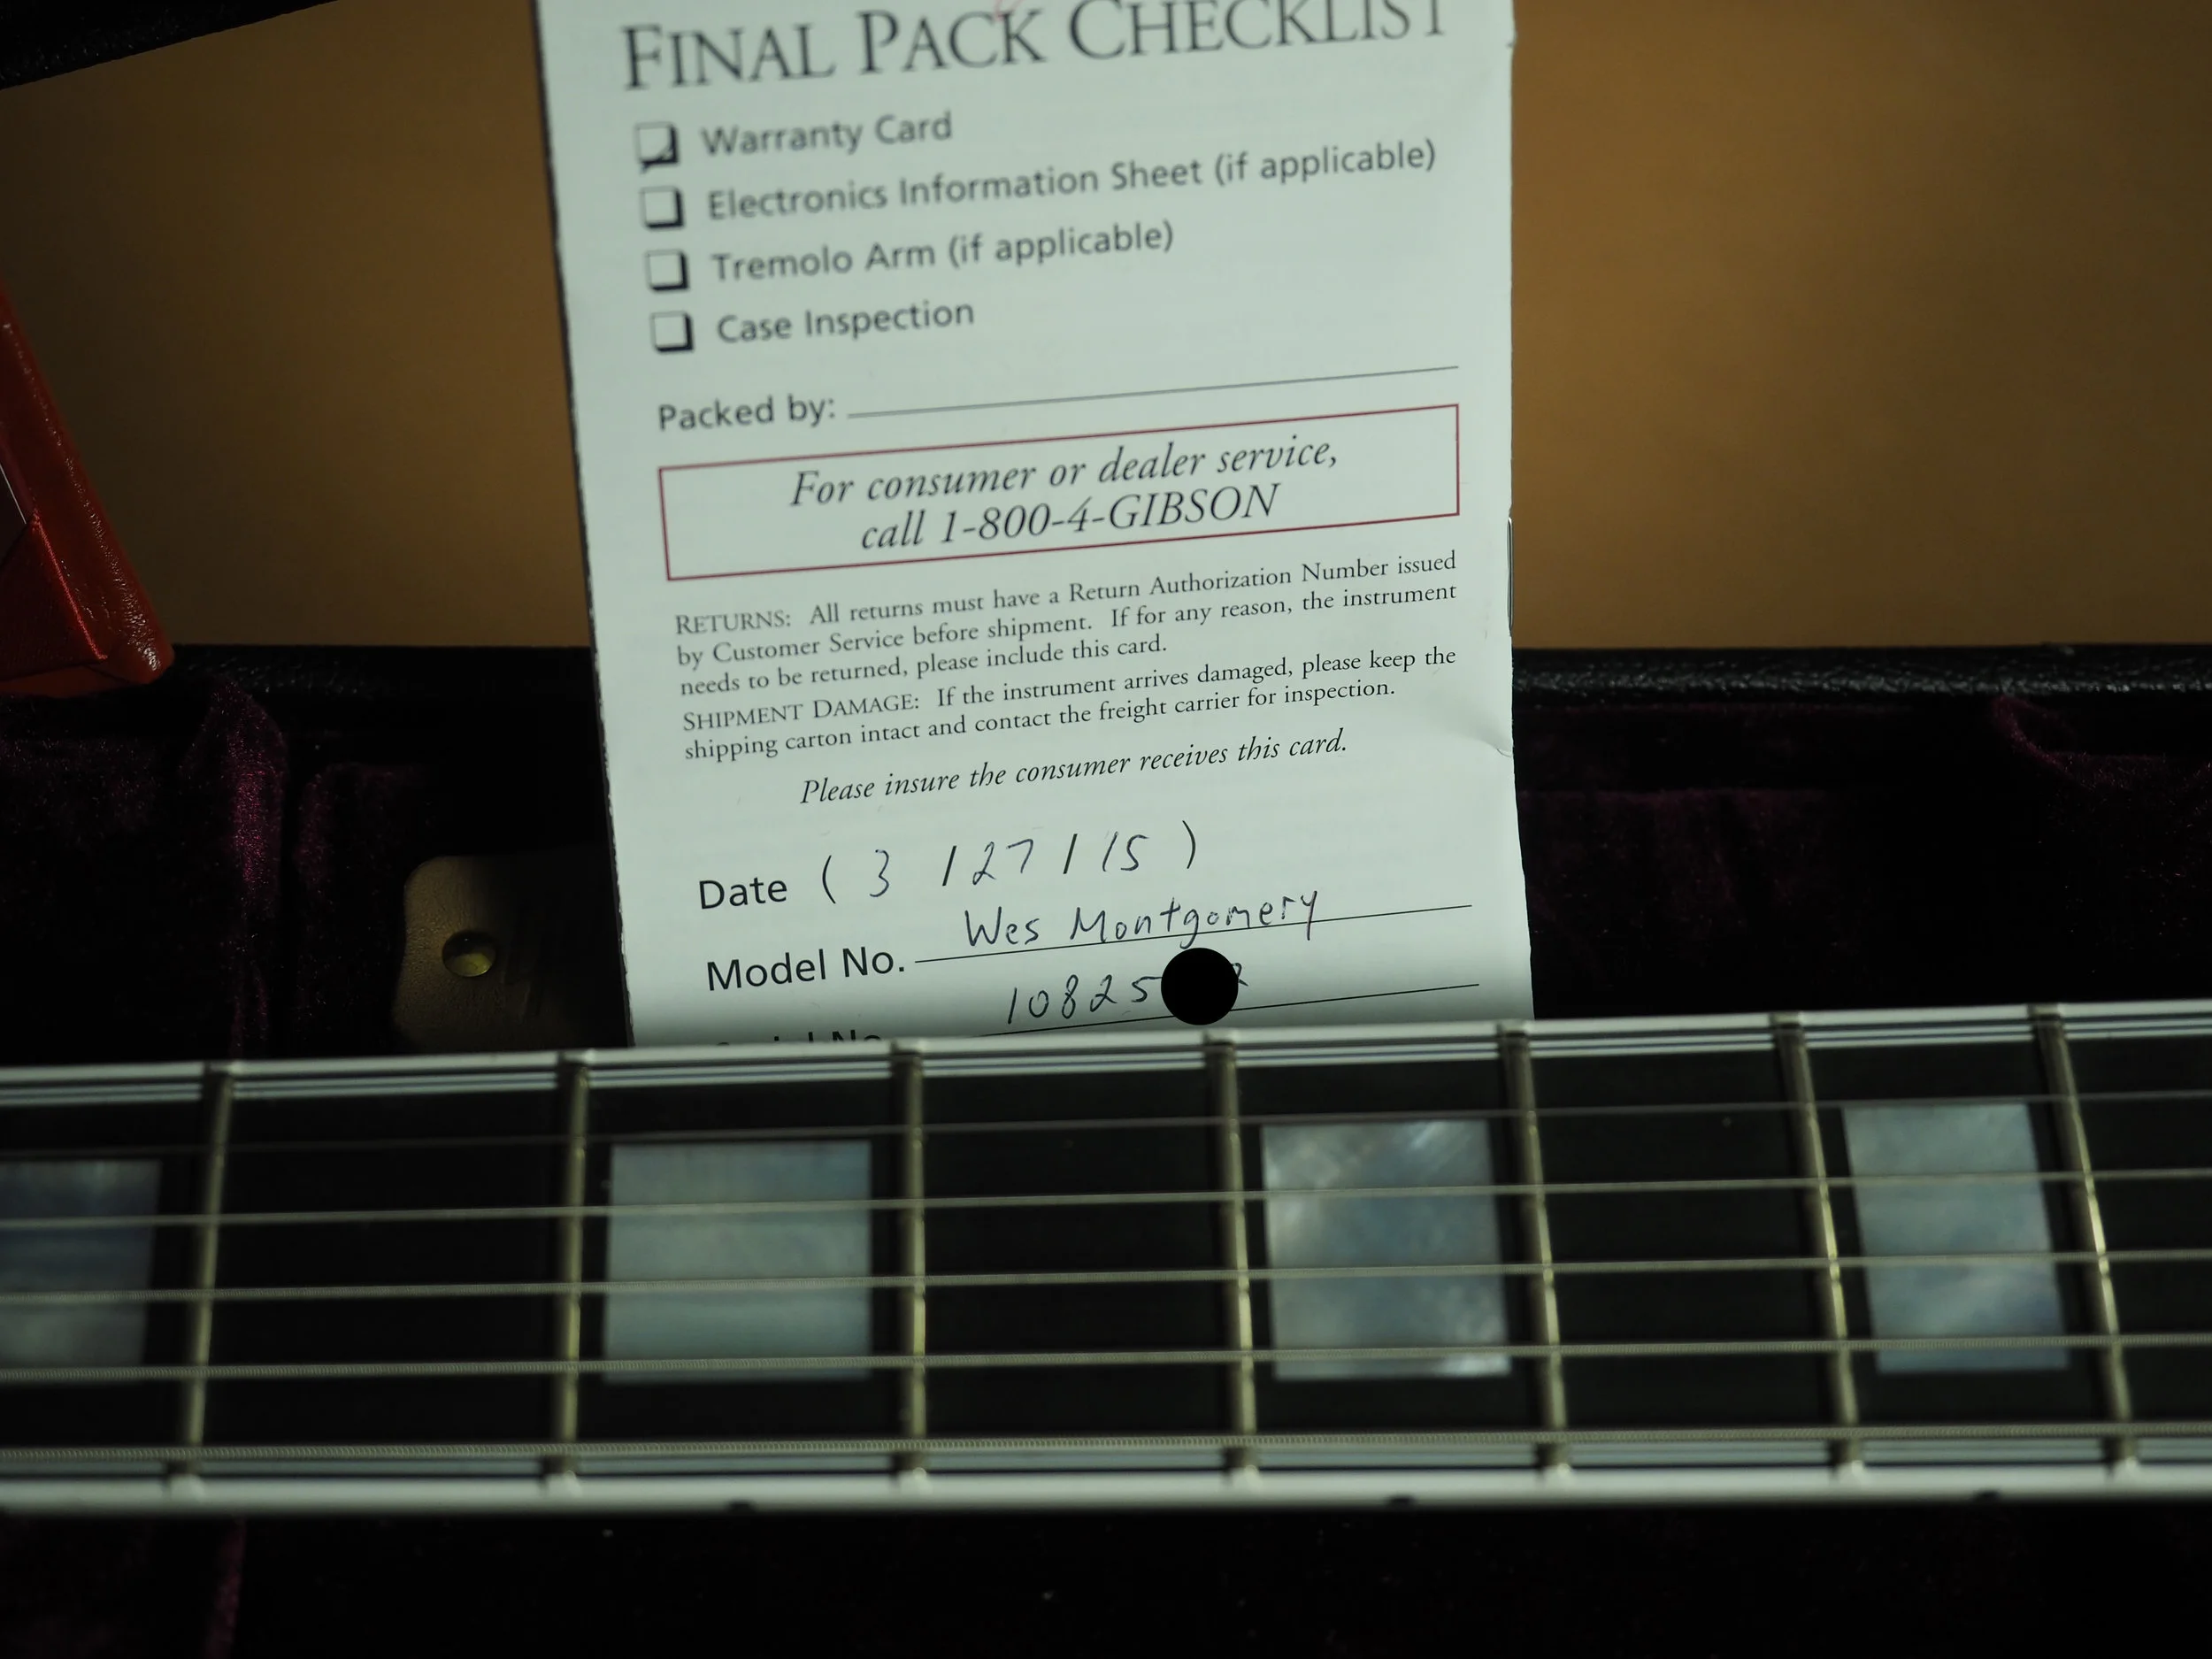 FINAL PACK CHECKLIST
Warranty Card
Electronics Information Sheet (if applicable)
Tremolo Arm (if applicable)
Case Inspection
Packed by:
For consumer or dealer service,
call 1-800-4-GIBSON
RETURNS: All returns must have a Return Authorization Number issued
by Customer Service before shipment. If for any reason, the instrument
needs to be returned, please include this card.
SHIPMENT DAMAGE: If the instrument arrives damaged, please keep the
shipping carton intact and contact the freight carrier for inspection.
Please insure the consumer receives this card.
Date ( 3 / 27 / 15 )
Model No. Wes Montgomery
10825